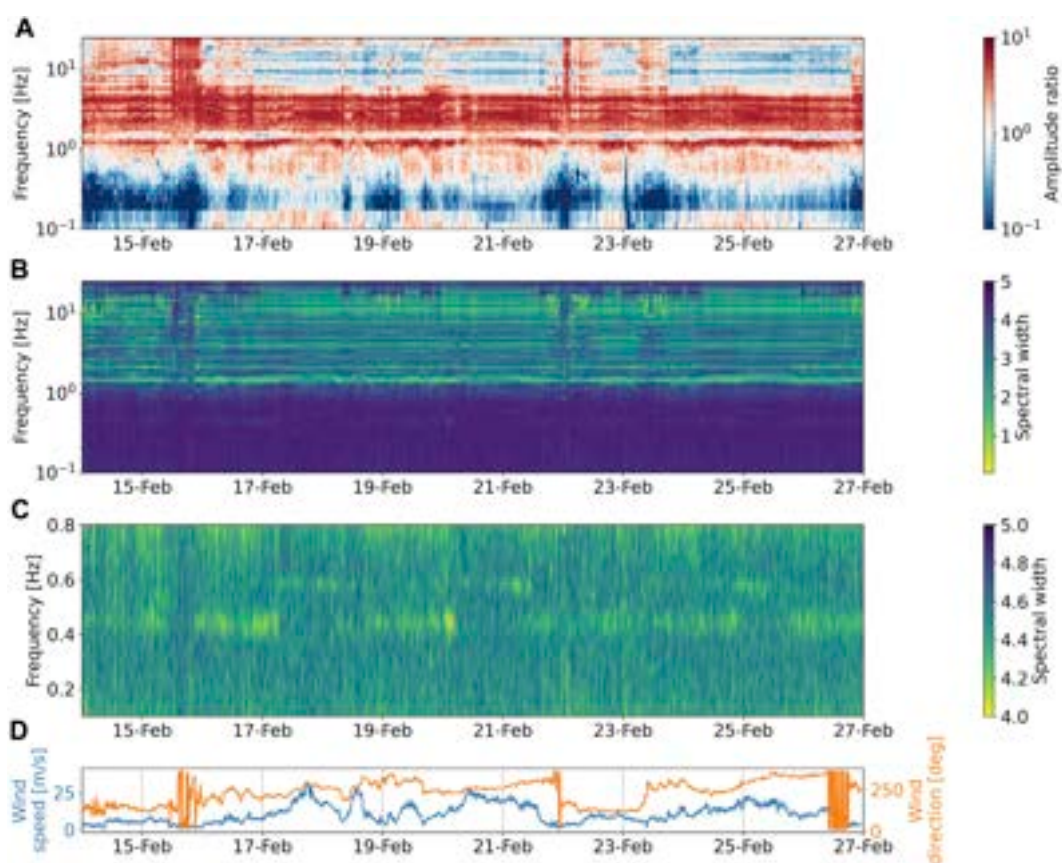 A
Frequency [Hz]
10¹
10⁰
10⁻¹
15-Feb 17-Feb 19-Feb 21-Feb 23-Feb 25-Feb 27-Feb
10¹
10⁰
10⁻¹
Amplitude ratio
B
Frequency [Hz]
10¹
10⁰
10⁻¹
15-Feb 17-Feb 19-Feb 21-Feb 23-Feb 25-Feb 27-Feb
5
4
3
2
1
Spectral width
C
Frequency [Hz]
0.8
0.6
0.4
0.2
15-Feb 17-Feb 19-Feb 21-Feb 23-Feb 25-Feb 27-Feb
5.0
4.8
4.6
4.4
4.2
4.0
Spectral width
D
Wind
speed [m/s]
25
0
15-Feb 17-Feb 19-Feb 21-Feb 23-Feb 25-Feb 27-Feb
250
0
Wind
direction [deg]